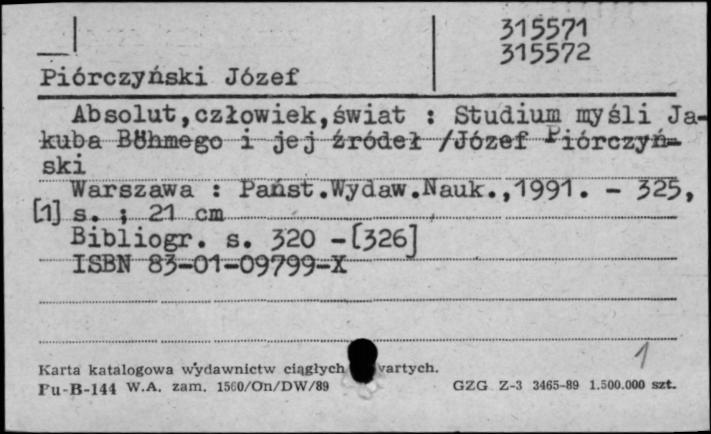 315571
315572
Piórczyński Józef
Absolut,człowiek,świat : Studium myśli Ja-
kuba Böhmego i jej źródeł /Józef Piórczyń-
ski
Warszawa : Państ.Wydaw.Nauk.,1991. - 325,
[1] s. ; 21 cm
Bibliogr. s. 320 -[326]
ISBN 83-01-09799-X
1
Karta katalogowa wydawnictw ciągłych vartych.
Pu-B-144 W.A. zam. 1560/On/DW/89 GZG Z-3 3465-89 1.500.000 szt.